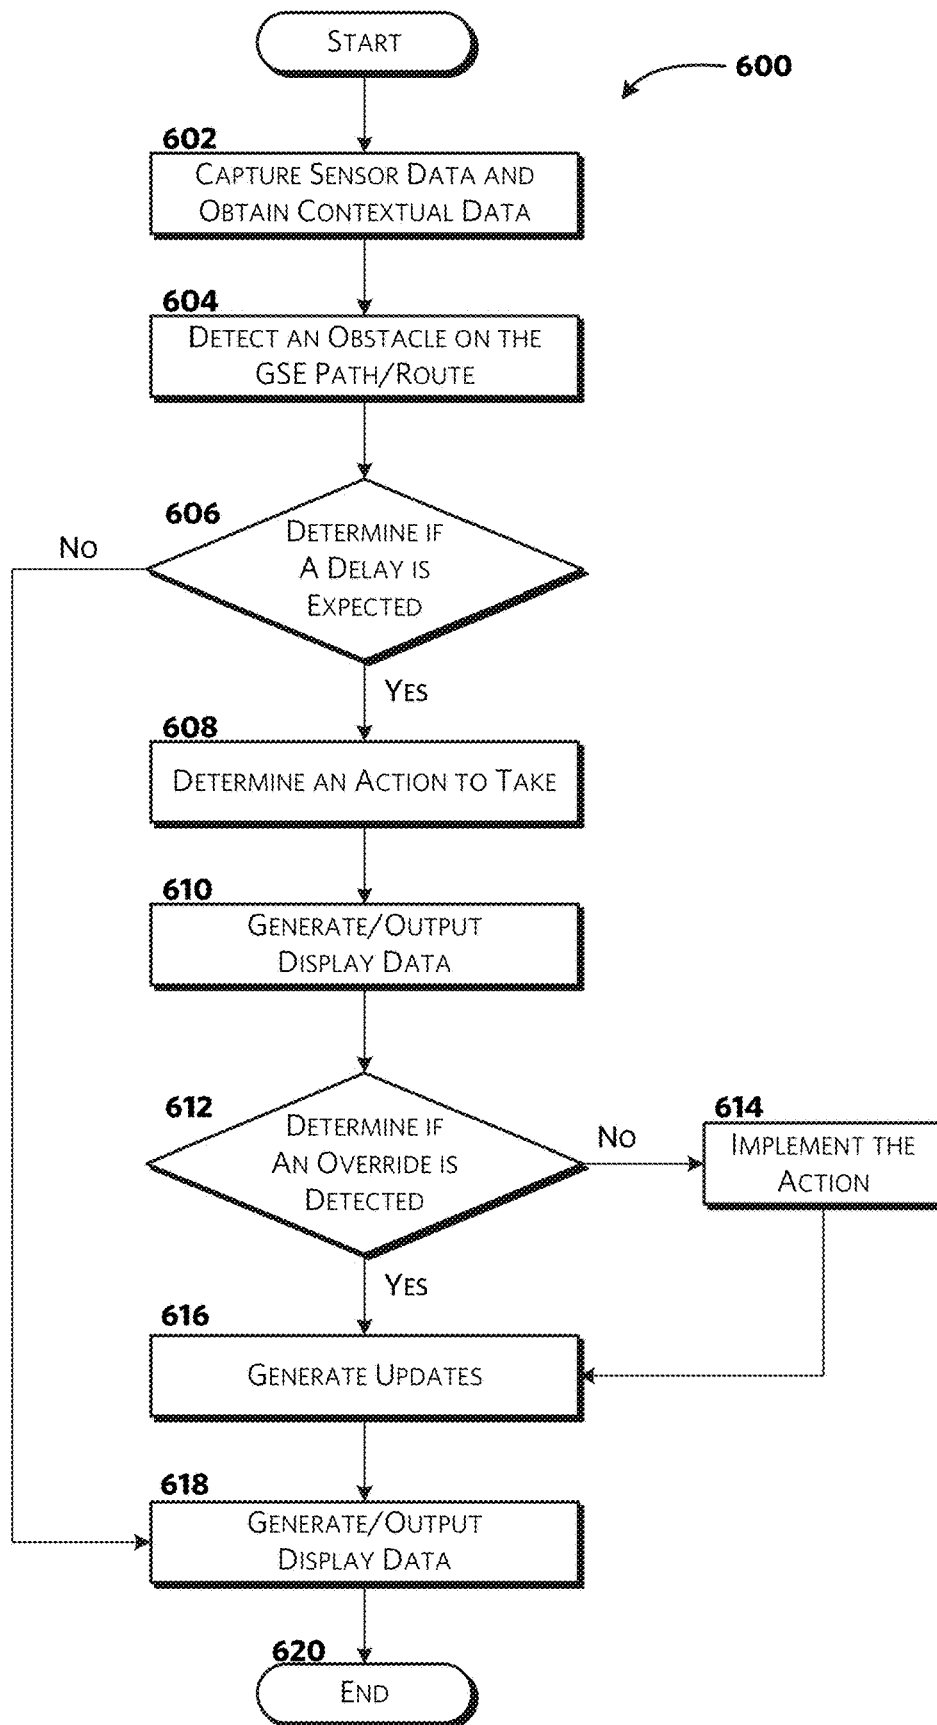 START
600
602
CAPTURE SENSOR DATA AND
OBTAIN CONTEXTUAL DATA
604
DETECT AN OBSTACLE ON THE
GSE PATH/ROUTE
606
DETERMINE IF
A DELAY IS
EXPECTED
NO
YES
608
DETERMINE AN ACTION TO TAKE
610
GENERATE/OUTPUT
DISPLAY DATA
612
DETERMINE IF
AN OVERRIDE IS
DETECTED
NO
614
IMPLEMENT THE
ACTION
YES
616
GENERATE UPDATES
618
GENERATE/OUTPUT
DISPLAY DATA
620
END